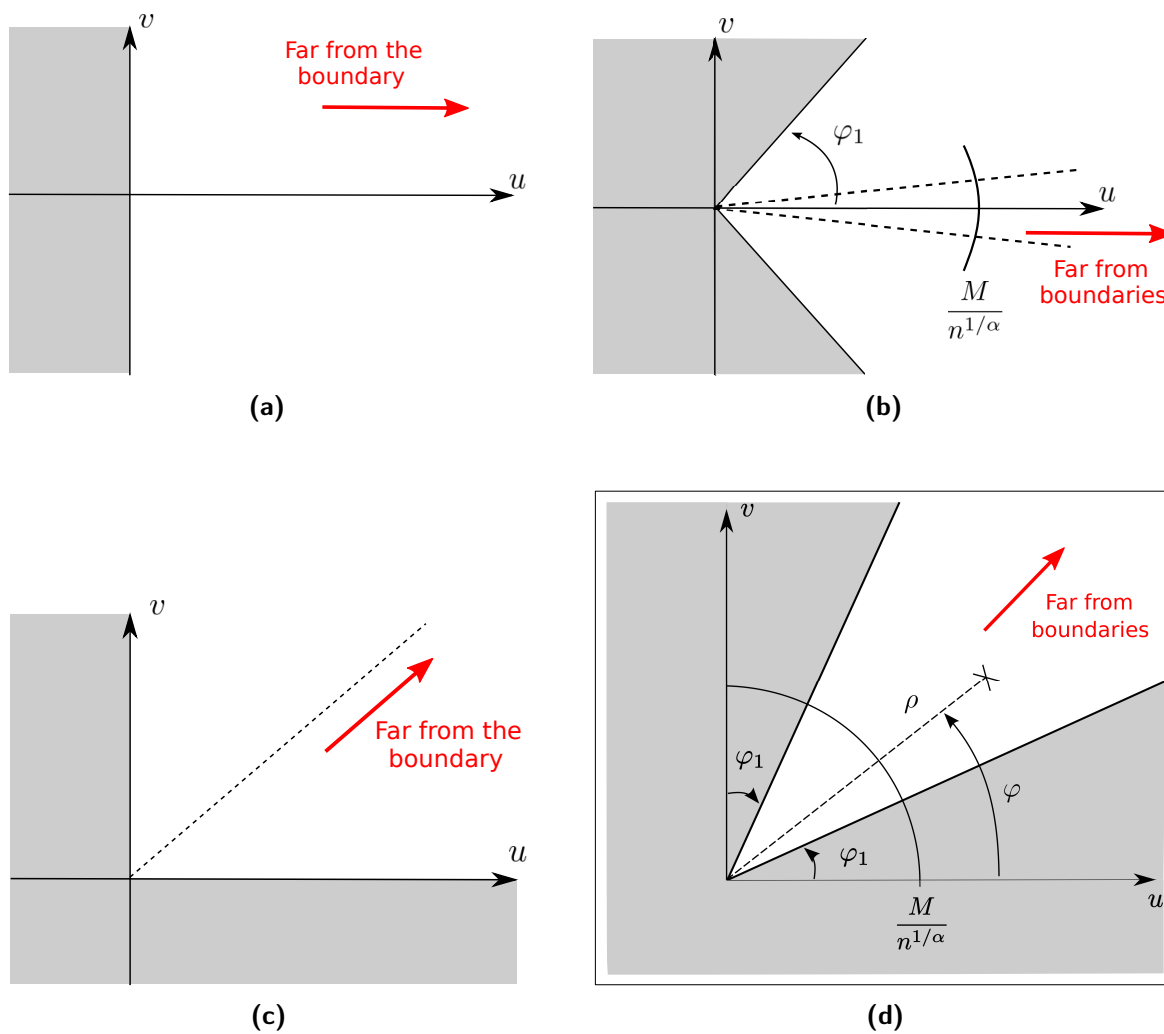 v
Far from the
boundary
u
(a)
v
φ₁
u
Far from
boundaries
M
n^{1/α}
(b)
v
Far from the
boundary
u
(c)
v
Far from
boundaries
ρ
φ₁
φ
φ₁
u
M
n^{1/α}
(d)